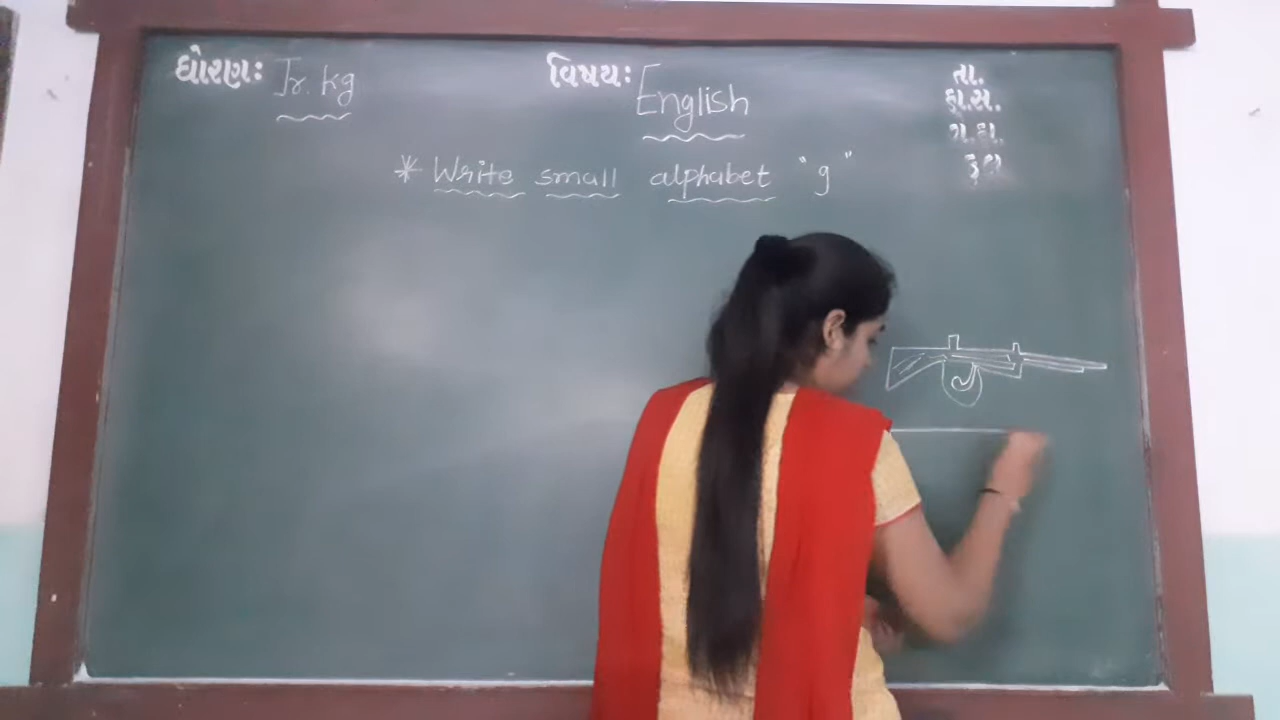 ધોરણઃ Jr. kg
વિષયઃ English
તા.
હા.સ.
ગે.હા.
કુલ
* Write small alphabet "g"